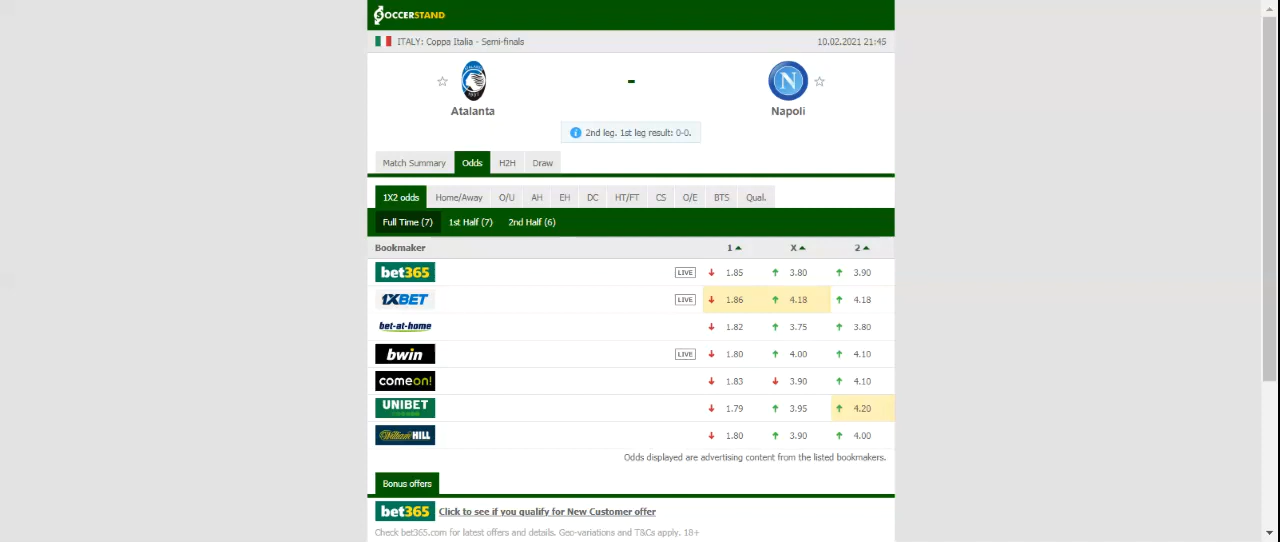 SOCCERSTAND
ITALY: Coppa Italia - Semi-finals 10.02.2021 21:45
-
Atalanta Napoli
2nd leg. 1st leg result: 0-0.
Match Summary Odds H2H Draw
1X2 odds Home/Away O/U AH EH DC HT/FT CS O/E BTS Qual.
Full Time (7) 1st Half (7) 2nd Half (6)
Bookmaker 1 X 2
bet365 LIVE 1.85 3.80 3.90
1XBET LIVE 1.86 4.18 4.18
bet-at-home 1.82 3.75 3.80
bwin LIVE 1.80 4.00 4.10
comeon! 1.83 3.90 4.10
UNIBET 1.79 3.95 4.20
William HILL 1.80 3.90 4.00
Odds displayed are advertising content from the listed bookmakers.
Bonus offers
bet365 Click to see if you qualify for New Customer offer
Check bet365.com for latest offers and details. Geo-variations and T&Cs apply. 18+